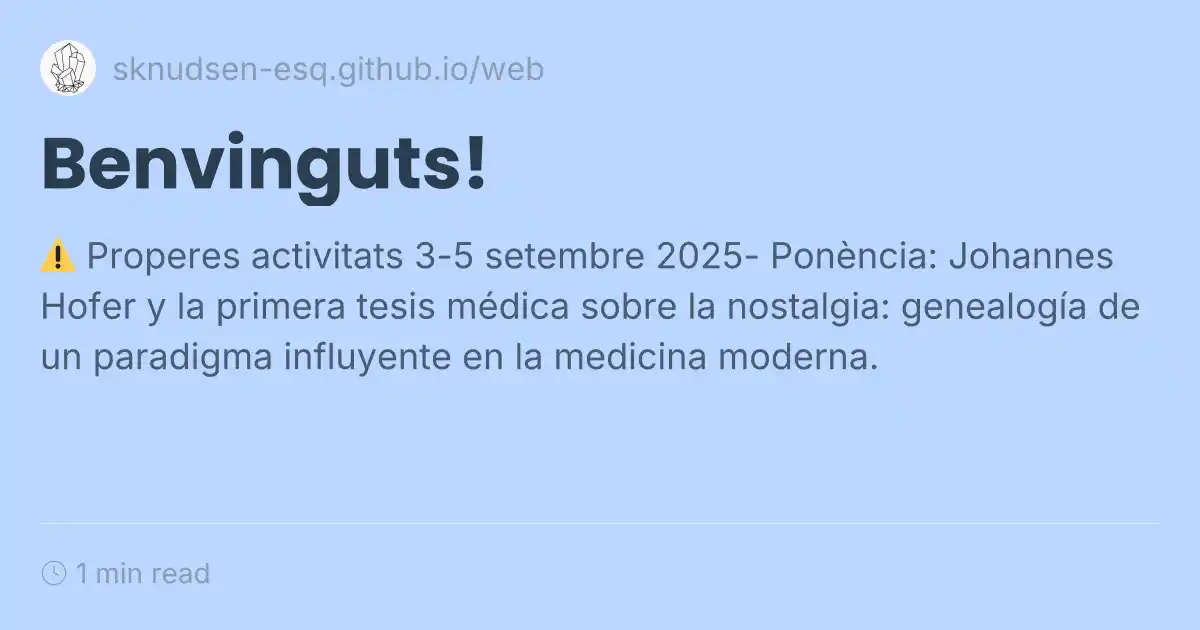 sknudsen-esq.github.io/web
Benvinguts!
⚠️ Properes activitats 3-5 setembre 2025- Ponència: Johannes
Hofer y la primera tesis médica sobre la nostalgia: genealogía de
un paradigma influyente en la medicina moderna.
1 min read